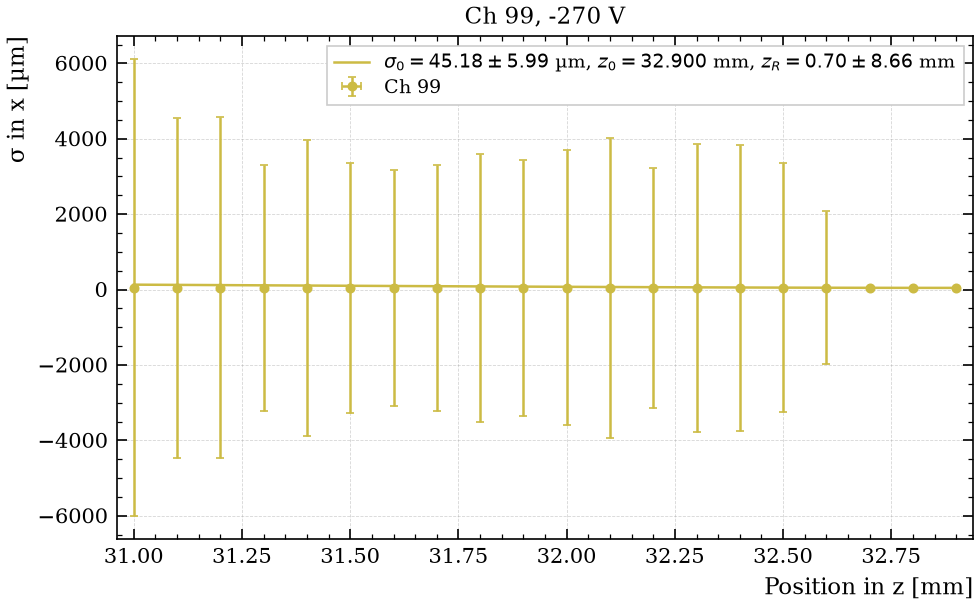 Ch 99, -270 V
σ in x [µm]
σ₀ = 45.18 ± 5.99 µm, z₀ = 32.900 mm, z_R = 0.70 ± 8.66 mm
Ch 99
6000
4000
2000
0
−2000
−4000
−6000
31.00 31.25 31.50 31.75 32.00 32.25 32.50 32.75
Position in z [mm]